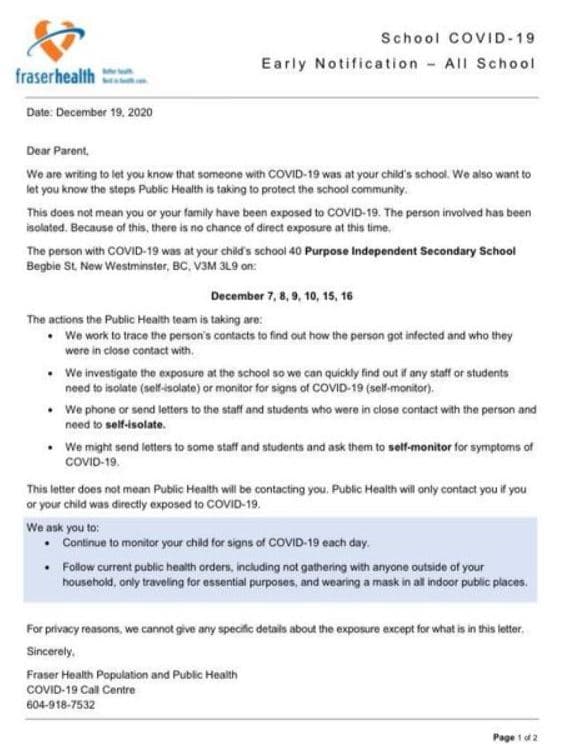 School COVID-19
Early Notification – All School
fraserhealth
Better health.
Best in health care.
Date: December 19, 2020
Dear Parent,
We are writing to let you know that someone with COVID-19 was at your child's school. We also want to
let you know the steps Public Health is taking to protect the school community.
This does not mean you or your family have been exposed to COVID-19. The person involved has been
isolated. Because of this, there is no chance of direct exposure at this time.
The person with COVID-19 was at your child's school 40 Purpose Independent Secondary School
Begbie St, New Westminster, BC, V3M 3L9 on:
December 7, 8, 9, 10, 15, 16
The actions the Public Health team is taking are:
• We work to trace the person's contacts to find out how the person got infected and who they
were in close contact with.
• We investigate the exposure at the school so we can quickly find out if any staff or students
need to isolate (self-isolate) or monitor for signs of COVID-19 (self-monitor).
• We phone or send letters to the staff and students who were in close contact with the person and
need to self-isolate.
• We might send letters to some staff and students and ask them to self-monitor for symptoms of
COVID-19.
This letter does not mean Public Health will be contacting you. Public Health will only contact you if you
or your child was directly exposed to COVID-19.
We ask you to:
• Continue to monitor your child for signs of COVID-19 each day.
• Follow current public health orders, including not gathering with anyone outside of your
household, only traveling for essential purposes, and wearing a mask in all indoor public places.
For privacy reasons, we cannot give any specific details about the exposure except for what is in this letter.
Sincerely,
Fraser Health Population and Public Health
COVID-19 Call Centre
604-918-7532
Page 1 of 2